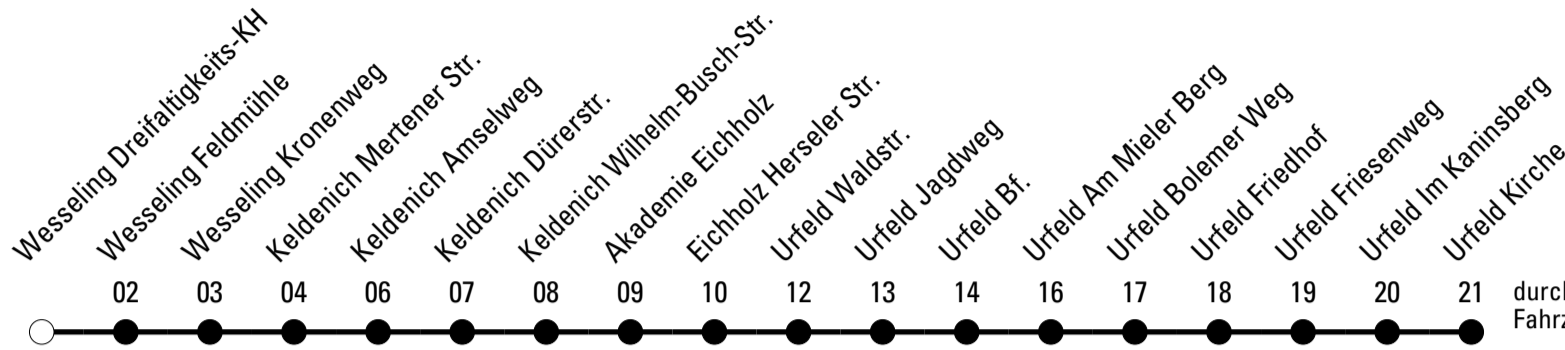 Wesseling Dreifaltigkeits-KH
Wesseling Feldmühle
Wesseling Kronenweg
Keldenich Mertener Str.
Keldenich Amselweg
Keldenich Dürerstr.
Keldenich Wilhelm-Busch-Str.
Akademie Eichholz
Eichholz Herseler Str.
Urfeld Waldstr.
Urfeld Jagdweg
Urfeld Bf.
Urfeld Am Mieler Berg
Urfeld Bolemer Weg
Urfeld Friedhof
Urfeld Friesenweg
Urfeld Im Kaninsberg
Urfeld Kirche
02 03 04 06 07 08 09 10 12 13 14 16 17 18 19 20 21